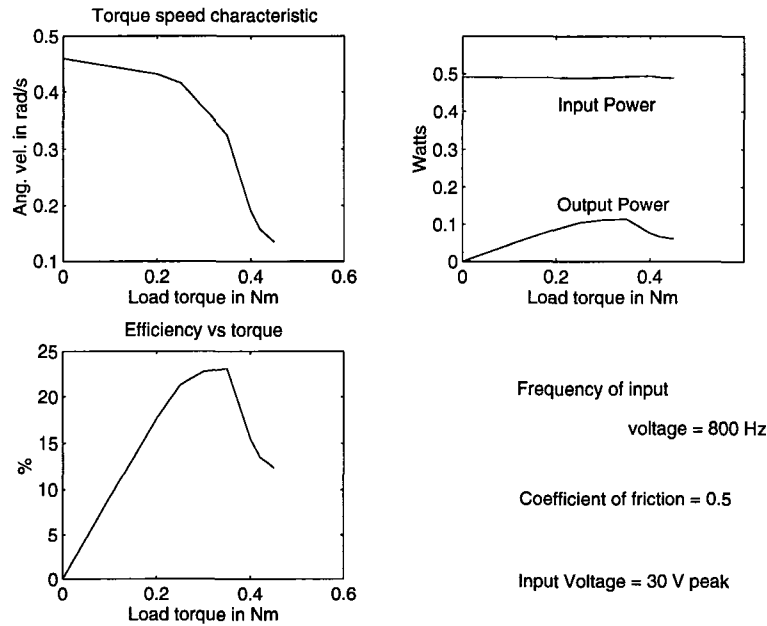 Torque speed characteristic
Ang. vel. in rad/s
0.5
0.4
0.3
0.2
0.1
0
0.2
0.4
0.6
Load torque in Nm
Watts
0.6
0.5
0.4
0.3
0.2
0.1
0
0
0.2
0.4
Input Power
Output Power
Load torque in Nm
Efficiency vs torque
%
25
20
15
10
5
0
0
0.2
0.4
0.6
Load torque in Nm
Frequency of input
voltage = 800 Hz
Coefficient of friction = 0.5
Input Voltage = 30 V peak